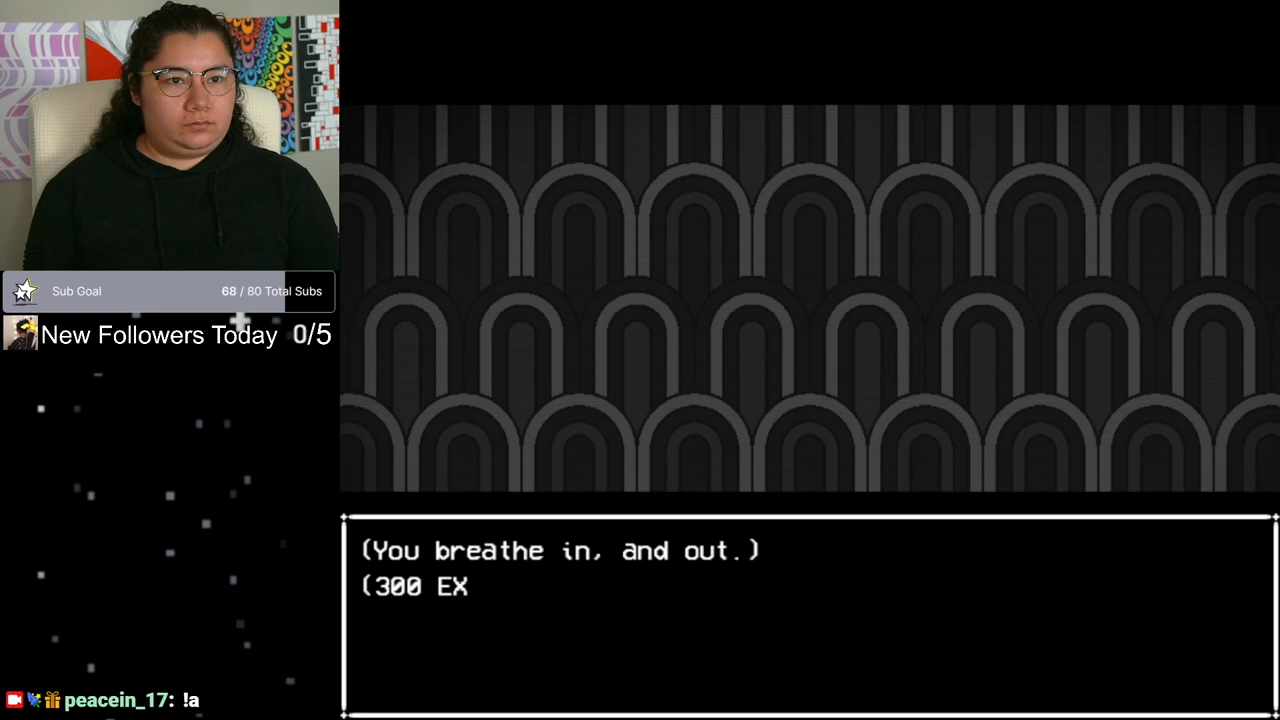 Sub Goal
68 / 80 Total Subs
New Followers Today 0/5
(You breathe in, and out.)
(300 EX
peacein_17: !a